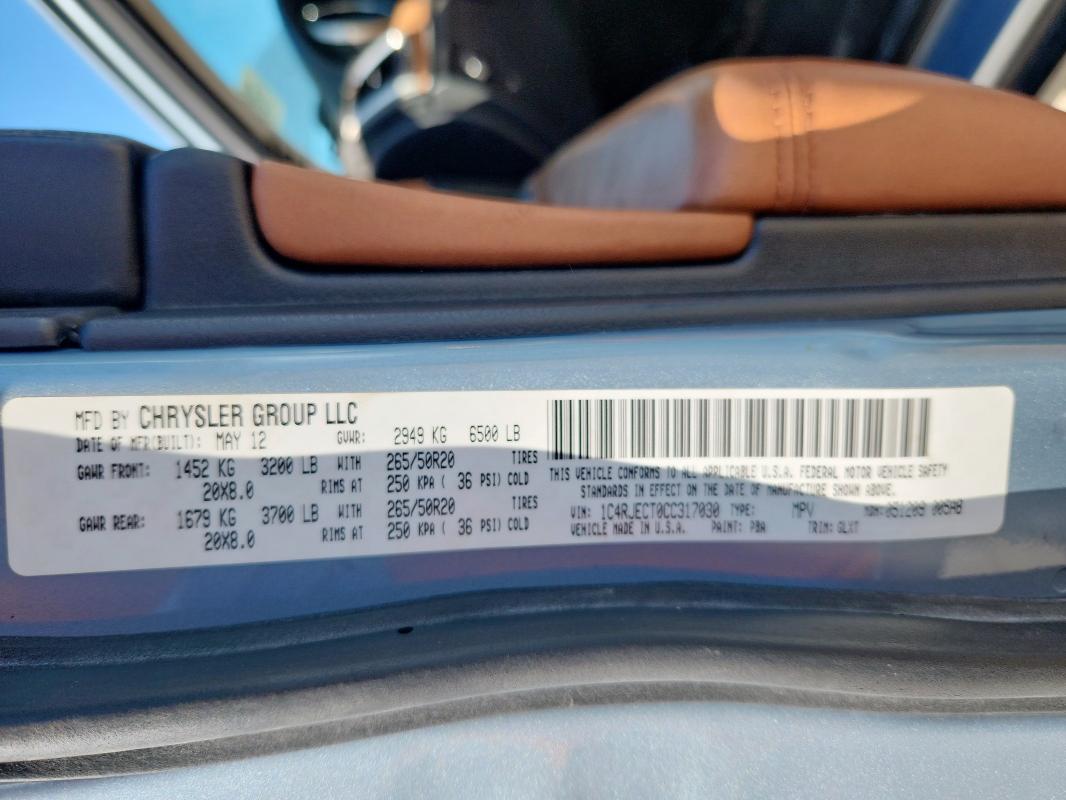 MFD BY CHRYSLER GROUP LLC
DATE OF MFR(BUILT): MAY 12 GVWR: 2949 KG 6500 LB
GAWR FRONT: 1452 KG 3200 LB WITH 265/50R20 TIRES
20X8.0 RIMS AT 250 KPA ( 36 PSI) COLD
GAWR REAR: 1679 KG 3700 LB WITH 265/50R20 TIRES
20X8.0 RIMS AT 250 KPA ( 36 PSI) COLD
THIS VEHICLE CONFORMS TO ALL APPLICABLE U.S.A. FEDERAL MOTOR VEHICLE SAFETY
STANDARDS IN EFFECT ON THE DATE OF MANUFACTURE SHOWN ABOVE.
VIN: 1C4RJECT0CC317030 TYPE: MPV MDH:
VEHICLE MADE IN U.S.A. PAINT: PBA TRIM: GLXT